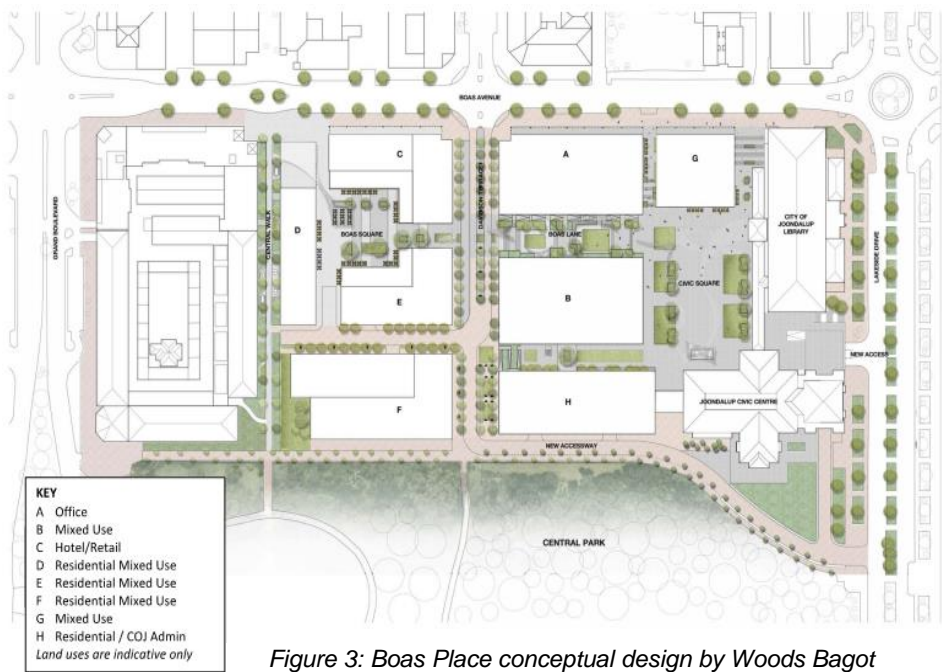 BOAS AVENUE
GRAND BOULEVARD
CENTRAL WALK
C
D
BOAS SQUARE
E
F
A
G
BOAS LANE
B
CIVIC SQUARE
CITY OF
JOONDALUP
LIBRARY
LAKESIDE DRIVE
NEW ACCESS
H
JOONDALUP CIVIC CENTRE
NEW ACCESSWAY
CENTRAL PARK
KEY
A Office
B Mixed Use
C Hotel/Retail
D Residential Mixed Use
E Residential Mixed Use
F Residential Mixed Use
G Mixed Use
H Residential / COJ Admin
Land uses are indicative only
Figure 3: Boas Place conceptual design by Woods Bagot